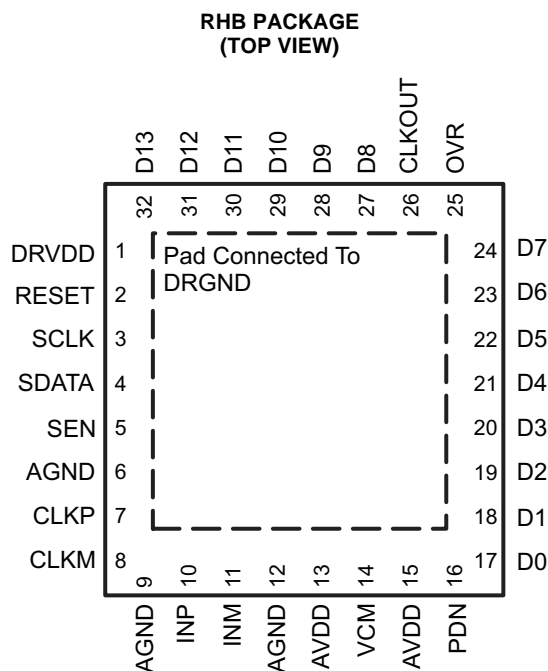 RHB PACKAGE
(TOP VIEW)
D13
D12
D11
D10
D9
D8
CLKOUT
OVR
32
31
30
29
28
27
26
25
Pad Connected To
DRGND
DRVDD 1
RESET 2
SCLK 3
SDATA 4
SEN 5
AGND 6
CLKP 7
CLKM 8
24 D7
23 D6
22 D5
21 D4
20 D3
19 D2
18 D1
17 D0
9
10
11
12
13
14
15
16
AGND
INP
INM
AGND
AVDD
VCM
AVDD
PDN